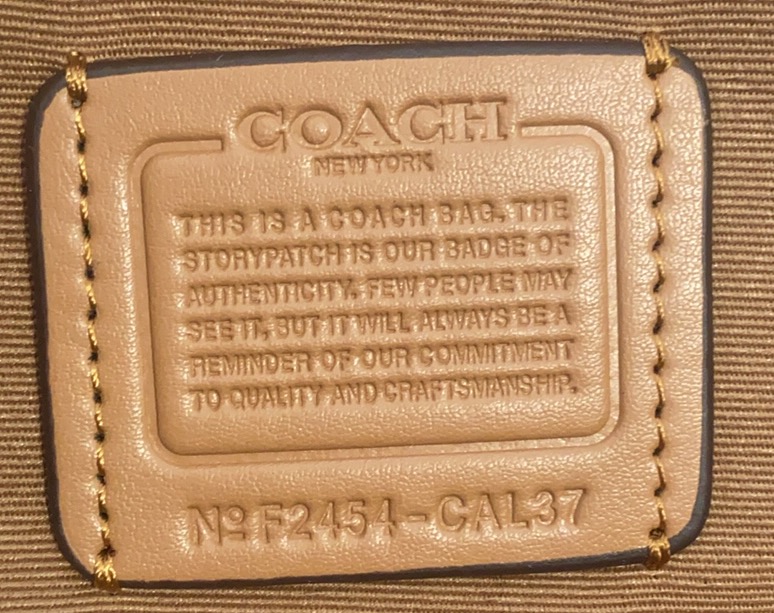 COACH
NEW YORK
THIS IS A COACH BAG. THE
STORYPATCH IS OUR BADGE OF
AUTHENTICITY. FEW PEOPLE MAY
SEE IT, BUT IT WILL ALWAYS BE A
REMINDER OF OUR COMMITMENT
TO QUALITY AND CRAFTSMANSHIP.
Nº F2454-CAL37